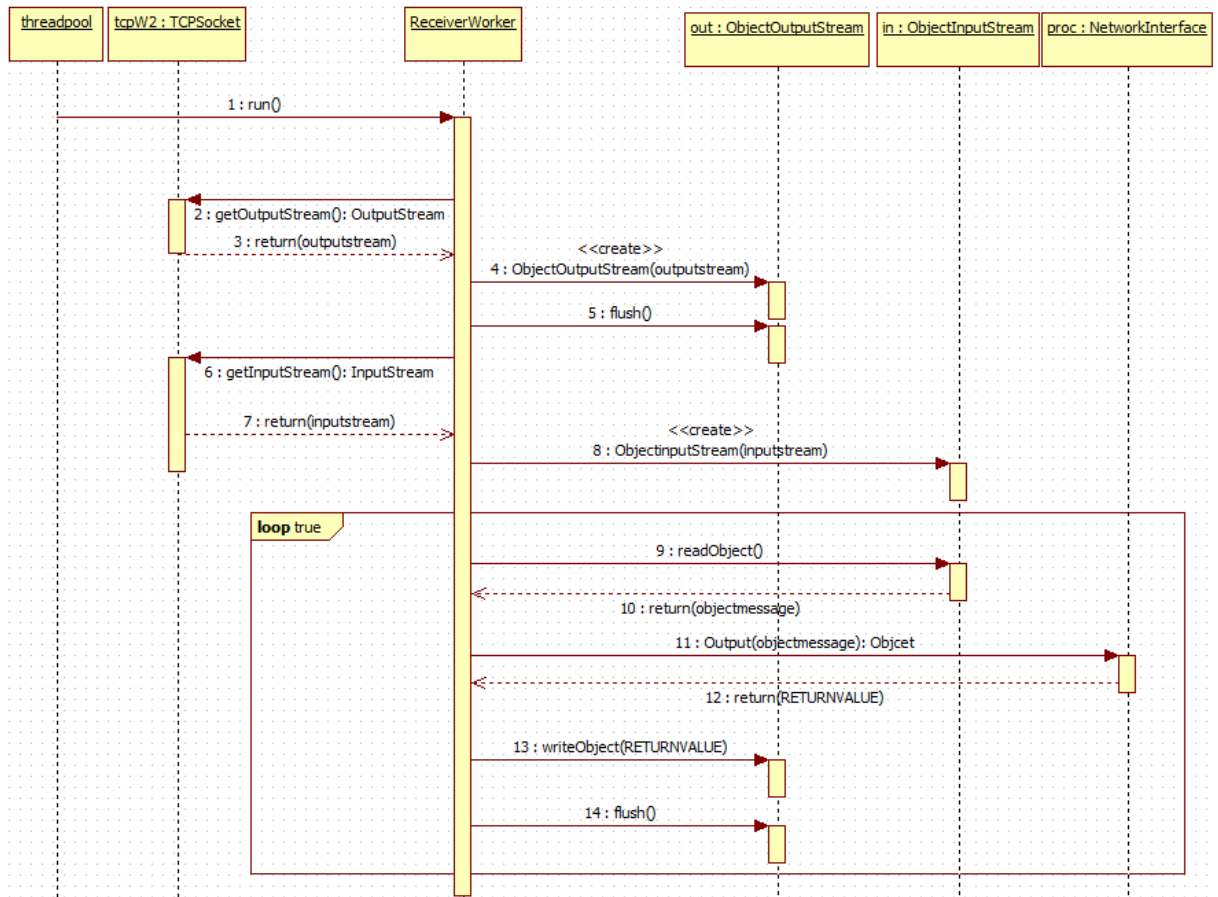 threadpool
tcpW2 : TCPSocket
ReceiverWorker
out : ObjectOutputStream
in : ObjectInputStream
proc : NetworkInterface
1 : run()
2 : getOutputStream(): OutputStream
3 : return(outputstream)
<<create>>
4 : ObjectOutputStream(outputstream)
5 : flush()
6 : getInputStream(): InputStream
7 : return(inputstream)
<<create>>
8 : ObjectinputStream(inputstream)
loop true
9 : readObject()
10 : return(objectmessage)
11 : Output(objectmessage): Objcet
12 : return(RETURNVALUE)
13 : writeObject(RETURNVALUE)
14 : flush()